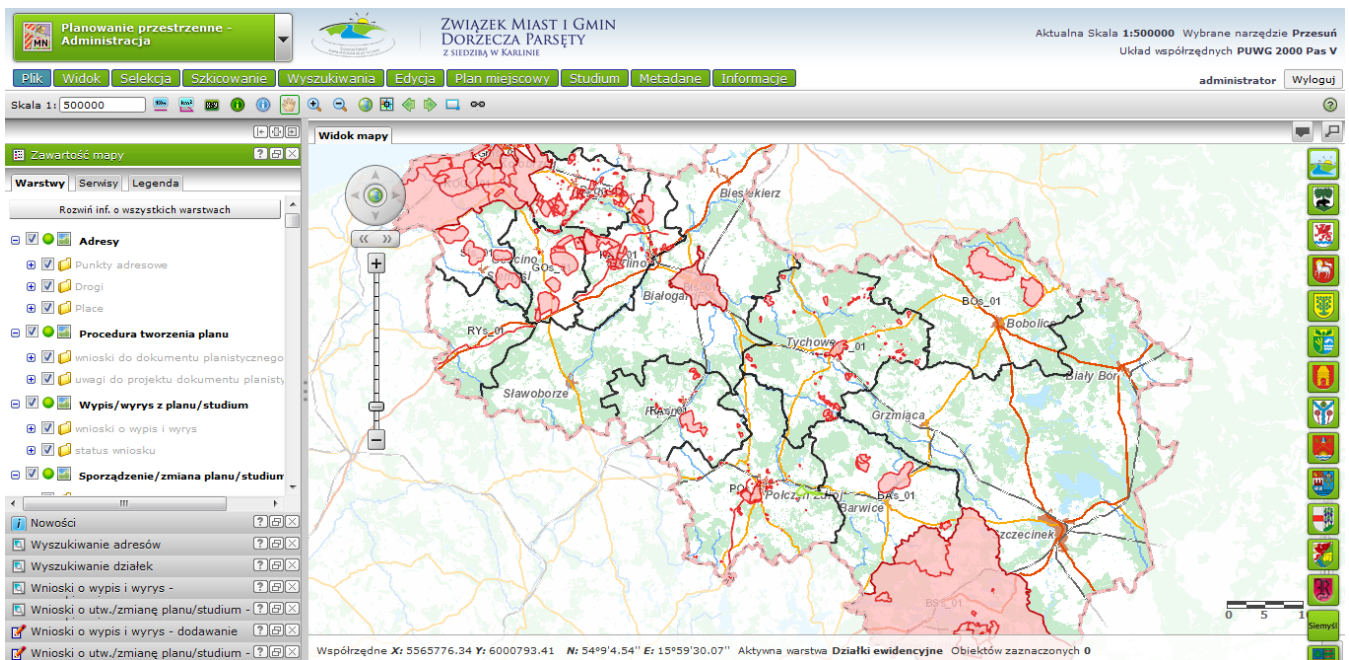 Planowanie przestrzenne -
Administracja
ZWIĄZEK MIAST I GMIN
DORZECZA PARSĘTY
Z SIEDZIBĄ W KARLINIE
Aktualna Skala 1:500000 Wybrane narzędzie Przesuń
Układ współrzędnych PUWG 2000 Pas V
Plik Widok Selekcja Szkicowanie Wyszukiwania Edycja Plan miejscowy Studium Metadane Informacje
administrator Wyloguj
Skala 1: 500000
Widok mapy
Zawartość mapy
Warstwy Serwisy Legenda
Rozwiń inf. o wszystkich warstwach
Adresy
Punkty adresowe
Drogi
Place
Procedura tworzenia planu
wnioski do dokumentu planistycznego
uwagi do projektu dokumentu planisty
Wypis/wyrys z planu/studium
wnioski o wypis i wyrys
status wniosku
Sporządzenie/zmiana planu/studium
Nowości
Wyszukiwanie adresów
Wyszukiwanie działek
Wnioski o wypis i wyrys -
Wnioski o utw./zmianę planu/studium -
Wnioski o wypis i wyrys - dodawanie
Wnioski o utw./zmianę planu/studium -
Biesiekierz
GOs_01
Białogard
RYs_01
BOs_01
Bobolice
Tychowo
Biały Bór
Sławoborze
RAs_01
Grzmiąca
Połczyn Zdrój
BAs_01
Barwice
zczecinek
BSs_01
0 5
Siemyśl
Współrzędne X: 5565776.34 Y: 6000793.41 N: 54º9'4.54'' E: 15º59'30.07'' Aktywna warstwa Działki ewidencyjne Obiektów zaznaczonych 0